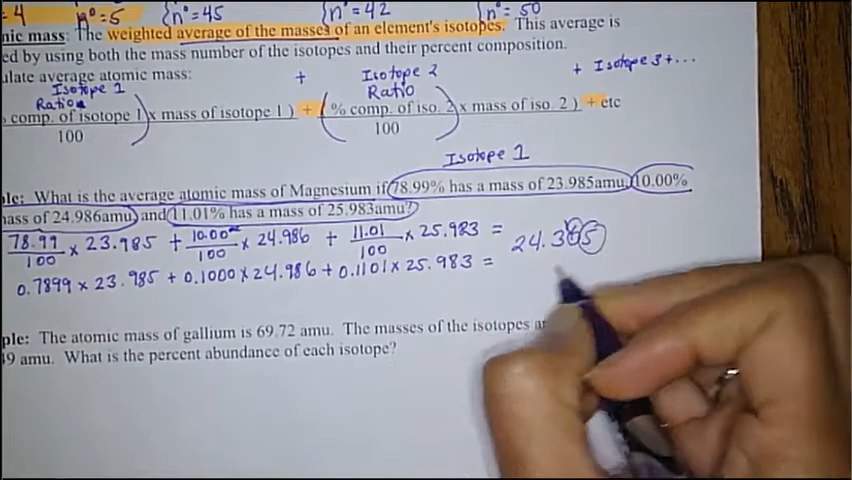 = 4 n° = 5 {n° = 45 {n° = 42 {n° = 50
nic mass: The weighted average of the masses of an element's isotopes. This average is
ed by using both the mass number of the isotopes and their percent composition.
ulate average atomic mass:
+ Isotope 2 + Isotope 3 + ...
Isotope 1 Ratio
Ratio
% comp. of isotope 1 x mass of isotope 1 ) + ( % comp. of iso. 2 x mass of iso. 2 ) + etc
100 100
Isotope 1
ple: What is the average atomic mass of Magnesium if 78.99% has a mass of 23.985amu, 10.00%
mass of 24.986amu, and 11.01% has a mass of 25.983amu?
78.99/100 x 23.985 + 10.00/100 x 24.986 + 11.01/100 x 25.983 =
24.3
0.7899 x 23.985 + 0.1000 x 24.986 + 0.1101 x 25.983 =
ple: The atomic mass of gallium is 69.72 amu. The masses of the isotopes a
49 amu. What is the percent abundance of each isotope?